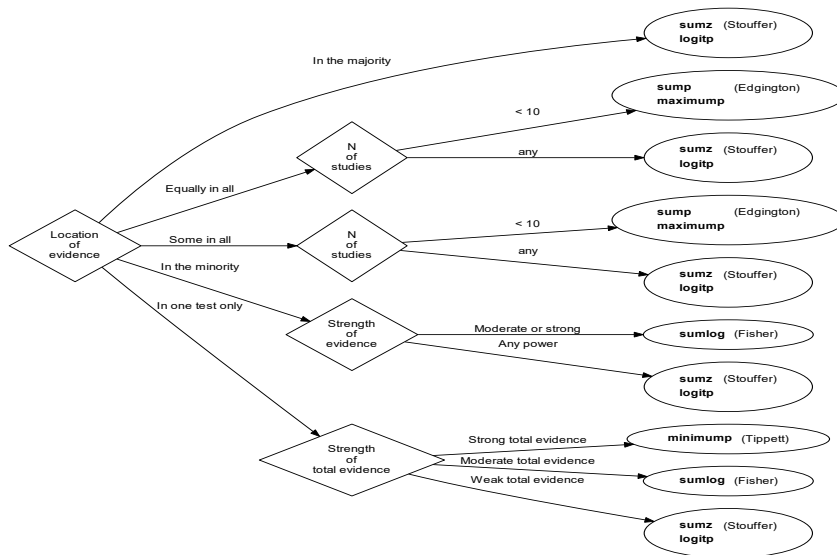 sumz (Stouffer)
logitp
In the majority
sump (Edgington)
maximump
< 10
N
of
studies
any
sumz (Stouffer)
logitp
Equally in all
sump (Edgington)
maximump
< 10
Location
of
evidence
Some in all
N
of
studies
any
In the minority
sumz (Stouffer)
logitp
In one test only
Strength
of
evidence
Moderate or strong
sumlog (Fisher)
Any power
sumz (Stouffer)
logitp
Strong total evidence
minimump (Tippett)
Strength
of
total evidence
Moderate total evidence
sumlog (Fisher)
Weak total evidence
sumz (Stouffer)
logitp